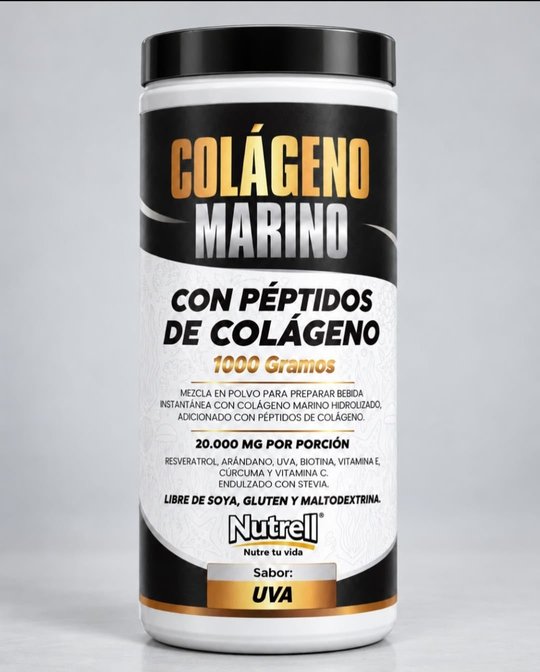 COLÁGENO
MARINO
CON PÉPTIDOS
DE COLÁGENO
1000 Gramos
MEZCLA EN POLVO PARA PREPARAR BEBIDA
INSTANTÁNEA CON COLÁGENO MARINO HIDROLIZADO,
ADICIONADO CON PÉPTIDOS DE COLÁGENO.
20.000 MG POR PORCIÓN
RESVERATROL, ARÁNDANO, UVA, BIOTINA, VITAMINA E,
CÚRCUMA Y VITAMINA C.
ENDULZADO CON STEVIA.
LIBRE DE SOYA, GLUTEN Y MALTODEXTRINA.
Nutrell®
Nutre tu vida
Sabor:
UVA